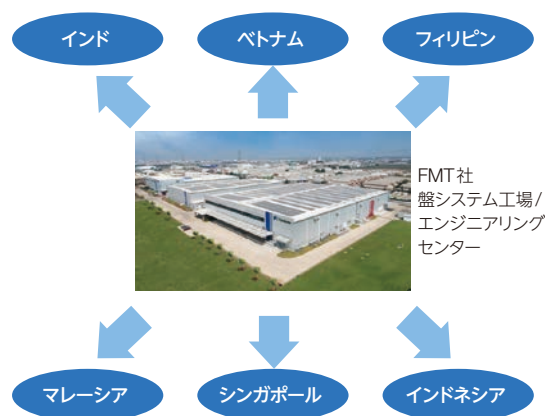 インド
ベトナム
フィリピン
FMT社
盤システム工場/
エンジニアリング
センター
マレーシア
シンガポール
インドネシア